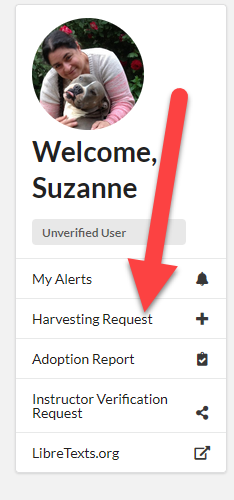 Welcome,
Suzanne
Unverified User
My Alerts
Harvesting Request
Adoption Report
Instructor Verification
Request
LibreTexts.org